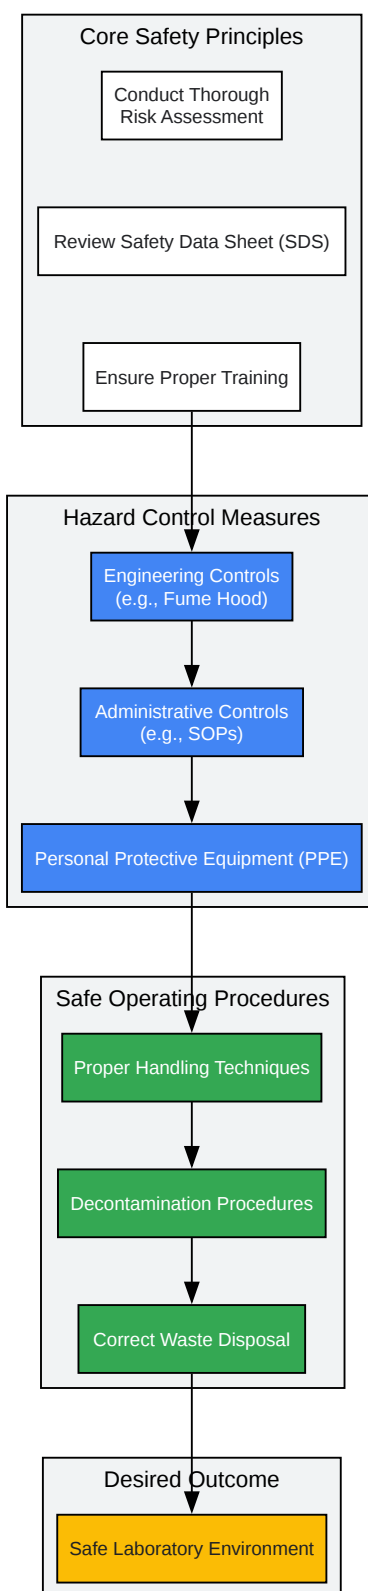 Core Safety Principles
Conduct Thorough
Risk Assessment
Review Safety Data Sheet (SDS)
Ensure Proper Training
Hazard Control Measures
Engineering Controls
(e.g., Fume Hood)
Administrative Controls
(e.g., SOPs)
Personal Protective Equipment (PPE)
Safe Operating Procedures
Proper Handling Techniques
Decontamination Procedures
Correct Waste Disposal
Desired Outcome
Safe Laboratory Environment